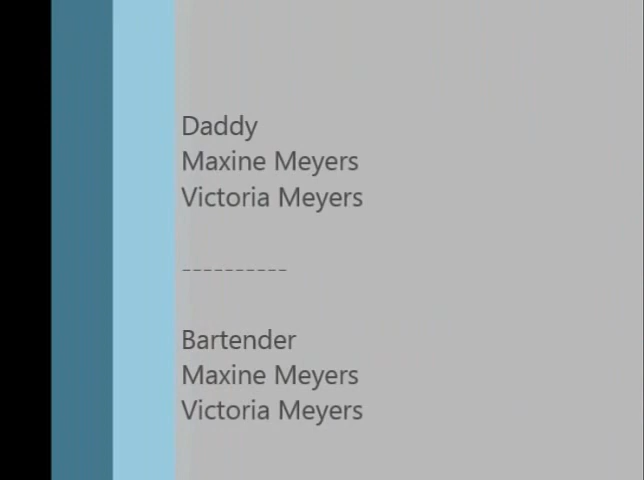 Daddy
Maxine Meyers
Victoria Meyers
----------
Bartender
Maxine Meyers
Victoria Meyers